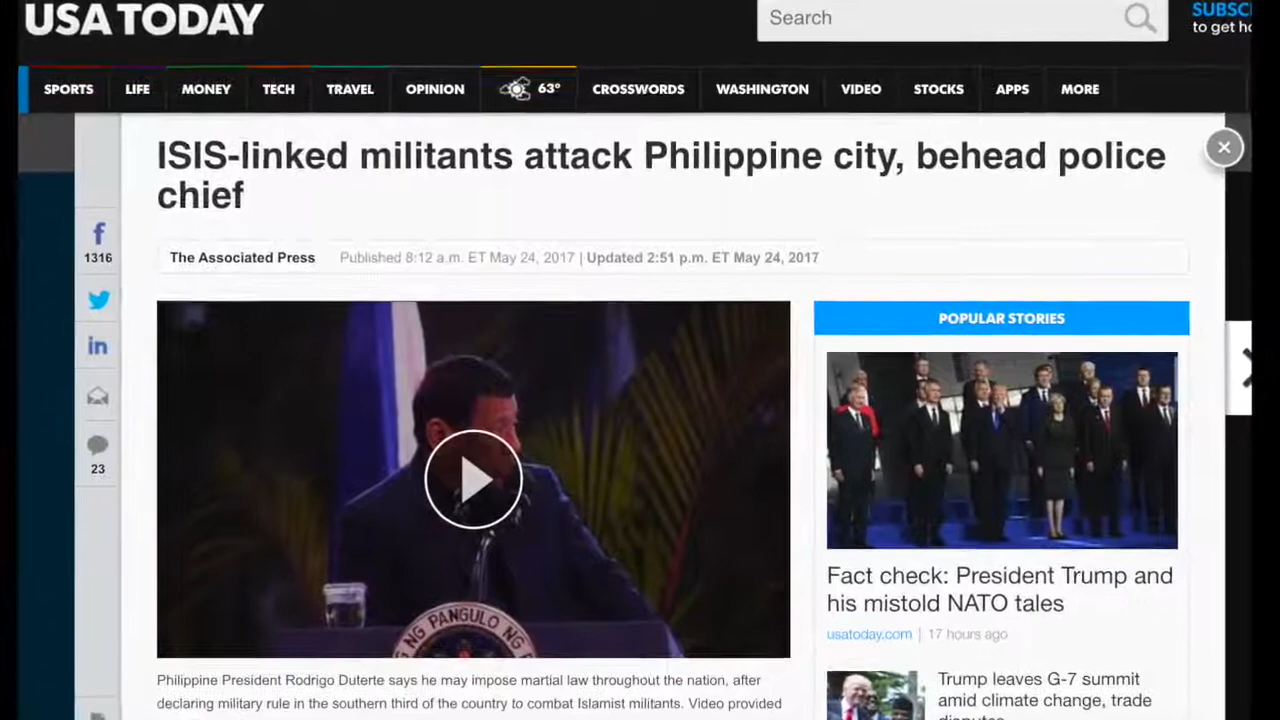 USA TODAY
Search
SUBSC
to get h
SPORTS LIFE MONEY TECH TRAVEL OPINION 63° CROSSWORDS WASHINGTON VIDEO STOCKS APPS MORE
ISIS-linked militants attack Philippine city, behead police
chief
1316
23
The Associated Press Published 8:12 a.m. ET May 24, 2017 | Updated 2:51 p.m. ET May 24, 2017
NG PANGULO NG
Philippine President Rodrigo Duterte says he may impose martial law throughout the nation, after
declaring military rule in the southern third of the country to combat Islamist militants. Video provided
POPULAR STORIES
Fact check: President Trump and
his mistold NATO tales
usatoday.com | 17 hours ago
Trump leaves G-7 summit
amid climate change, trade
disputes